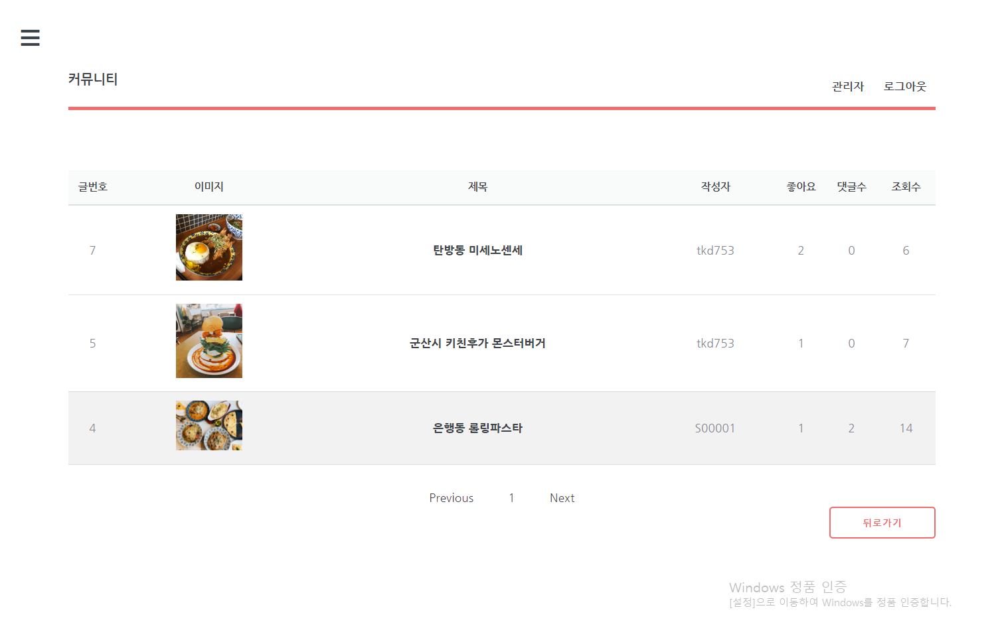 커뮤니티
관리자 로그아웃
글번호 이미지 제목 작성자 좋아요 댓글수 조회수
7 탄방동 미세노센세 tkd753 2 0 6
5 군산시 키친후가 몬스터버거 tkd753 1 0 7
4 은행동 롤링파스타 S00001 1 2 14
Previous 1 Next
뒤로가기
Windows 정품 인증
[설정]으로 이동하여 Windows를 정품 인증합니다.